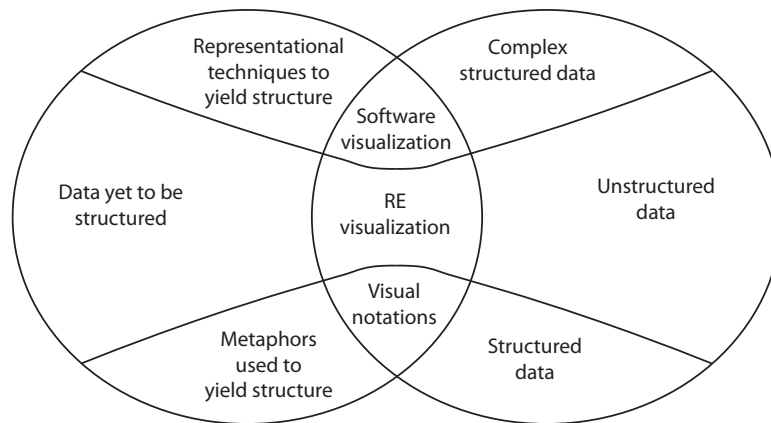 Representational
techniques to
yield structure
Complex
structured data
Software
visualization
Data yet to be
structured
RE
visualization
Unstructured
data
Visual
notations
Metaphors
used to
yield structure
Structured
data